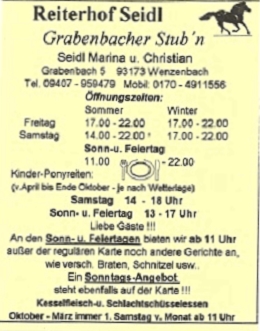 Reiterhof Seidl
Grabenbacher Stub'n
Seidl Marina u. Christian
Grabenbach 5 93173 Wenzenbach
Tel. 09407 - 959479 Mobil: 0170 - 4911556
Öffnungszeiten:
Sommer Winter
Freitag 17.00 - 22.00 17.00 - 22.00
Samstag 14.00 - 22.00 17.00 - 22.00
Sonn-u. Feiertag
11.00 - 22.00
Kinder-Ponyreiten:
(v.April bis Ende Oktober - je nach Wetterlage)
Samstag 14 - 18 Uhr
Sonn- u. Feiertag 13 - 17 Uhr
Liebe Gäste !!!
An den Sonn- u. Feiertagen bieten wir ab 11 Uhr
außer der regulären Karte noch andere Gerichte an,
wie versch. Braten, Schnitzel usw..
Ein Sonntags-Angebot
steht ebenfalls auf der Karte !!!
Kesselfleisch-u. Schlachtschüsselessen
Oktober - März immer 1. Samstag v. Monat ab 11 Uhr